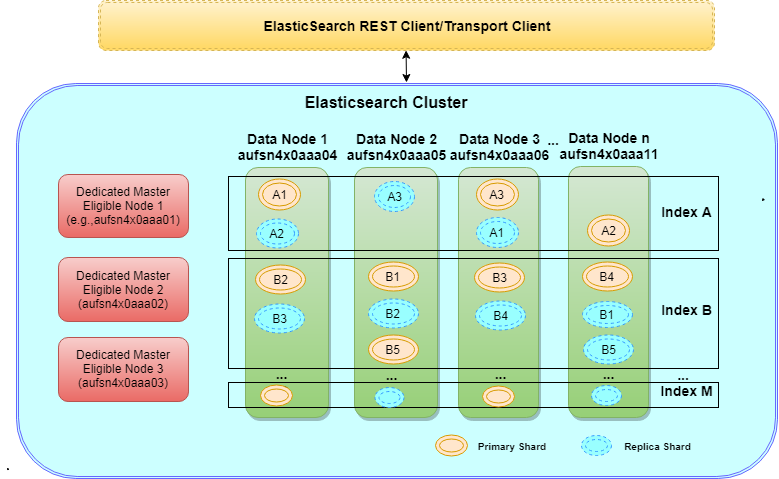 ElasticSearch REST Client/Transport Client
Elasticsearch Cluster
Data Node 1
aufsn4x0aaa04
Data Node 2
aufsn4x0aaa05
Data Node 3 ...
aufsn4x0aaa06
Data Node n
aufsn4x0aaa11
Dedicated Master
Eligible Node 1
(e.g.,aufsn4x0aaa01)
A1 A3 A3 Index A
A2 A1 A2
Dedicated Master
Eligible Node 2
(aufsn4x0aaa02)
B2 B1 B3 B4
B3 B2 B4 B1 Index B
B5 B5
Dedicated Master
Eligible Node 3
(aufsn4x0aaa03)
... ... ... ... ...
Index M
Primary Shard
Replica Shard